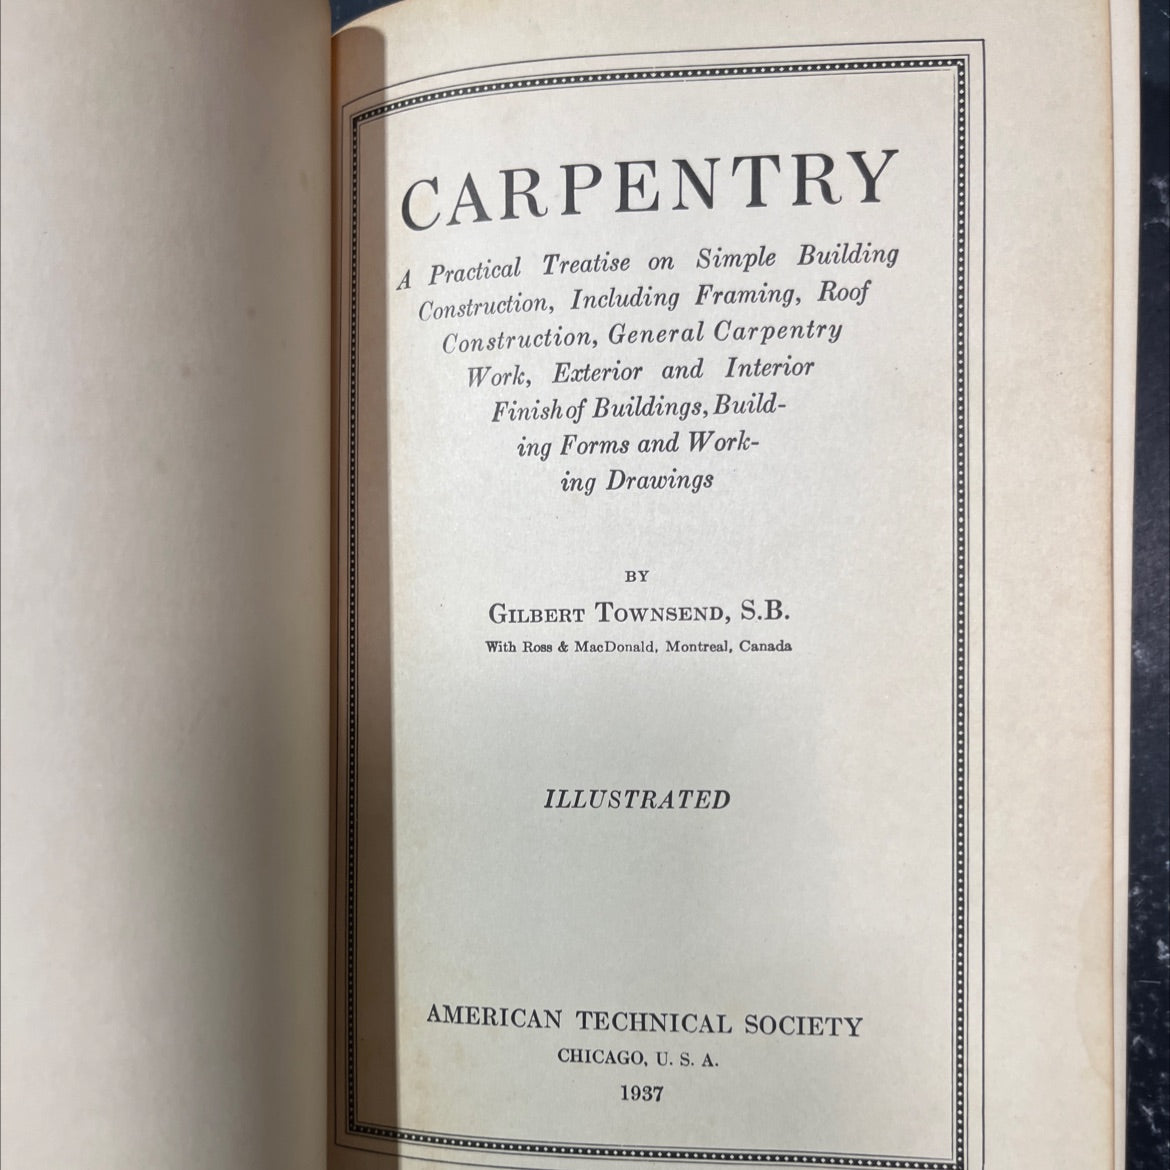 CARPENTRY
A Practical Treatise on Simple Building
Construction, Including Framing, Roof
Construction, General Carpentry
Work, Exterior and Interior
Finish of Buildings, Build-
ing Forms and Work-
ing Drawings
BY
GILBERT TOWNSEND, S.B.
With Ross & MacDonald, Montreal, Canada
ILLUSTRATED
AMERICAN TECHNICAL SOCIETY
CHICAGO, U. S. A.
1937